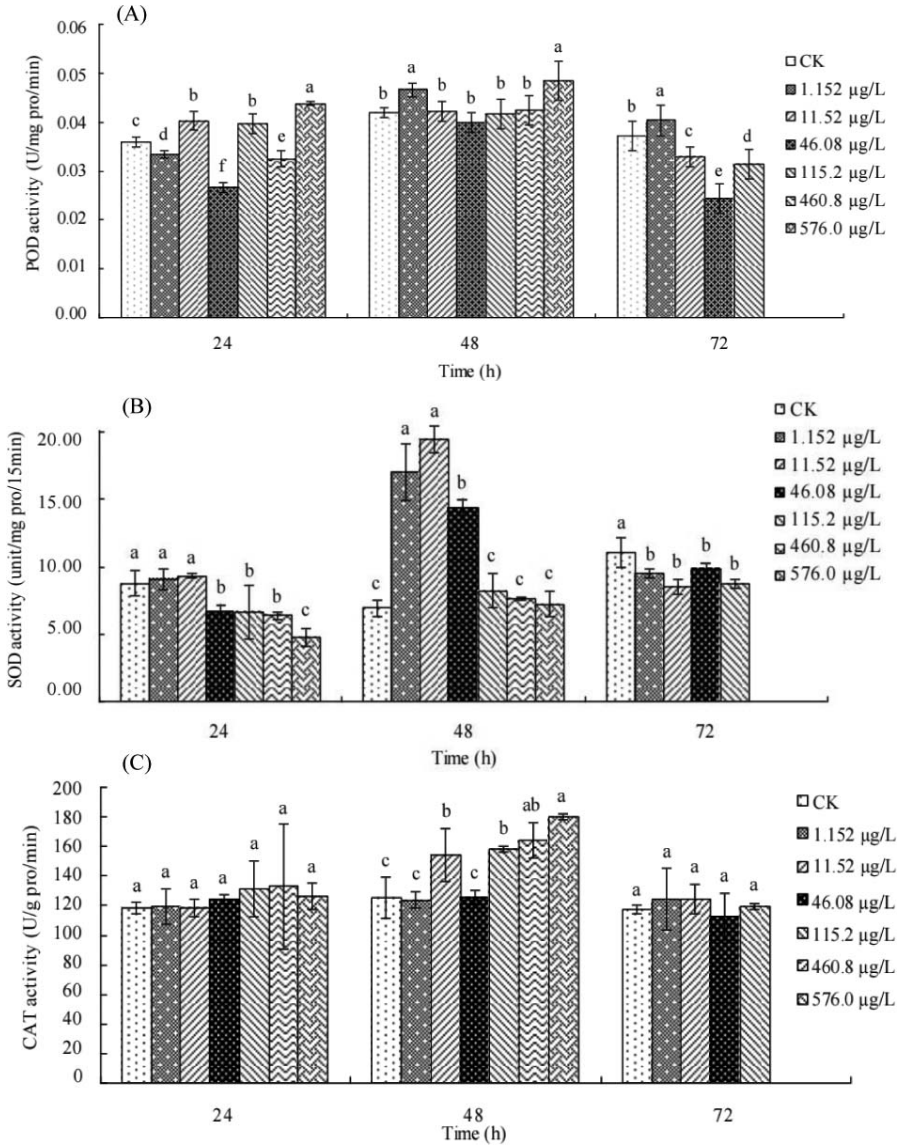 (A)
POD activity (U/mg pro/min)
0.06
0.05
0.04
0.03
0.02
0.01
0.00
c d b f b e a
b a b b b b a
b a c e d
24 48 72
Time (h)
CK
1.152 µg/L
11.52 µg/L
46.08 µg/L
115.2 µg/L
460.8 µg/L
576.0 µg/L
(B)
SOD activity (unit/mg pro/15min)
20.00
15.00
10.00
5.00
0.00
a a a b b b c
c a a b c c c
a b b b b
24 48 72
Time (h)
CK
1.152 µg/L
11.52 µg/L
46.08 µg/L
115.2 µg/L
460.8 µg/L
576.0 µg/L
(C)
CAT activity (U/g pro/min)
200
180
160
140
120
100
80
60
40
20
0
a a a a a a a
c c b c b ab a
a a a a a
24 48 72
Time (h)
CK
1.152 µg/L
11.52 µg/L
46.08 µg/L
115.2 µg/L
460.8 µg/L
576.0 µg/L